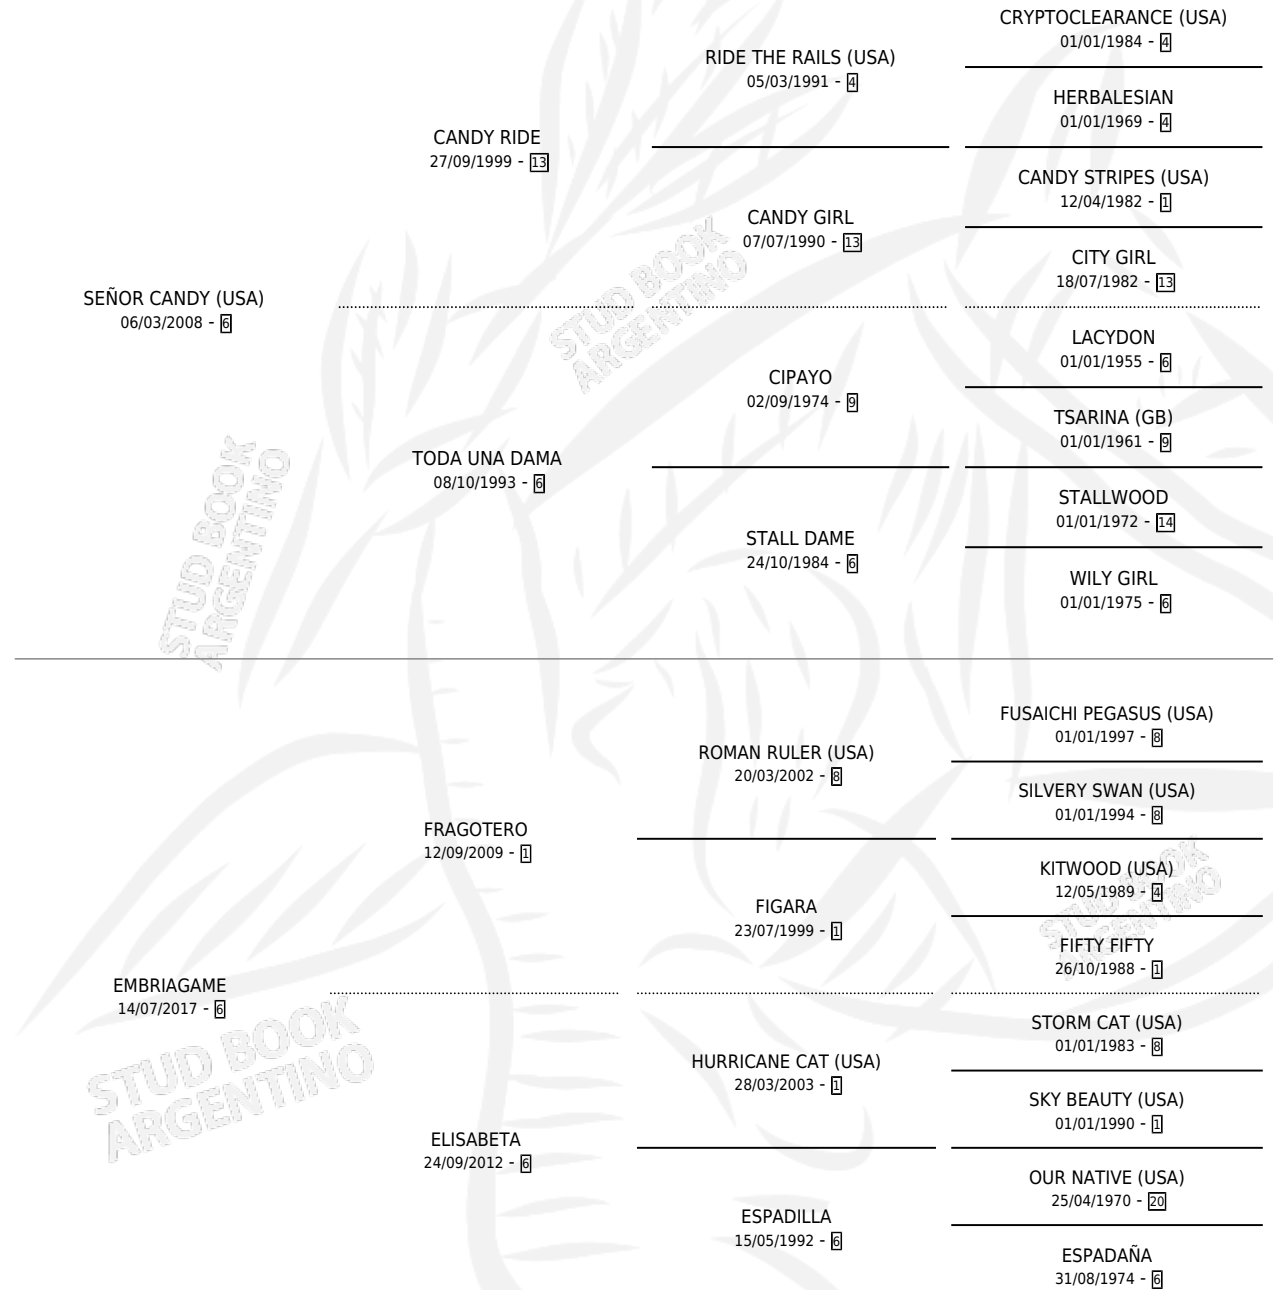 CRYPTOCLEARANCE (USA)
01/01/1984 - 4
RIDE THE RAILS (USA)
05/03/1991 - 4
HERBALESIAN
01/01/1969 - 4
CANDY RIDE
27/09/1999 - 13
CANDY STRIPES (USA)
12/04/1982 - 1
CANDY GIRL
07/07/1990 - 13
CITY GIRL
18/07/1982 - 13
SEÑOR CANDY (USA)
06/03/2008 - 6
LACYDON
01/01/1955 - 6
CIPAYO
02/09/1974 - 9
TSARINA (GB)
01/01/1961 - 9
TODA UNA DAMA
08/10/1993 - 6
STALLWOOD
01/01/1972 - 14
STALL DAME
24/10/1984 - 6
WILY GIRL
01/01/1975 - 6
STUD BOOK
ARGENTINO
STUD BOOK
ARGENTINO
FUSAICHI PEGASUS (USA)
01/01/1997 - 8
ROMAN RULER (USA)
20/03/2002 - 8
SILVERY SWAN (USA)
01/01/1994 - 8
FRAGOTERO
12/09/2009 - 1
KITWOOD (USA)
12/05/1989 - 4
FIGARA
23/07/1999 - 1
FIFTY FIFTY
26/10/1988 - 1
STUD BOOK
ARGENTINO
EMBRIAGAME
14/07/2017 - 6
STORM CAT (USA)
01/01/1983 - 8
HURRICANE CAT (USA)
28/03/2003 - 1
SKY BEAUTY (USA)
01/01/1990 - 1
ELISABETA
24/09/2012 - 6
OUR NATIVE (USA)
25/04/1970 - 20
ESPADILLA
15/05/1992 - 6
ESPADAÑA
31/08/1974 - 6
STUD BOOK
ARGENTINO